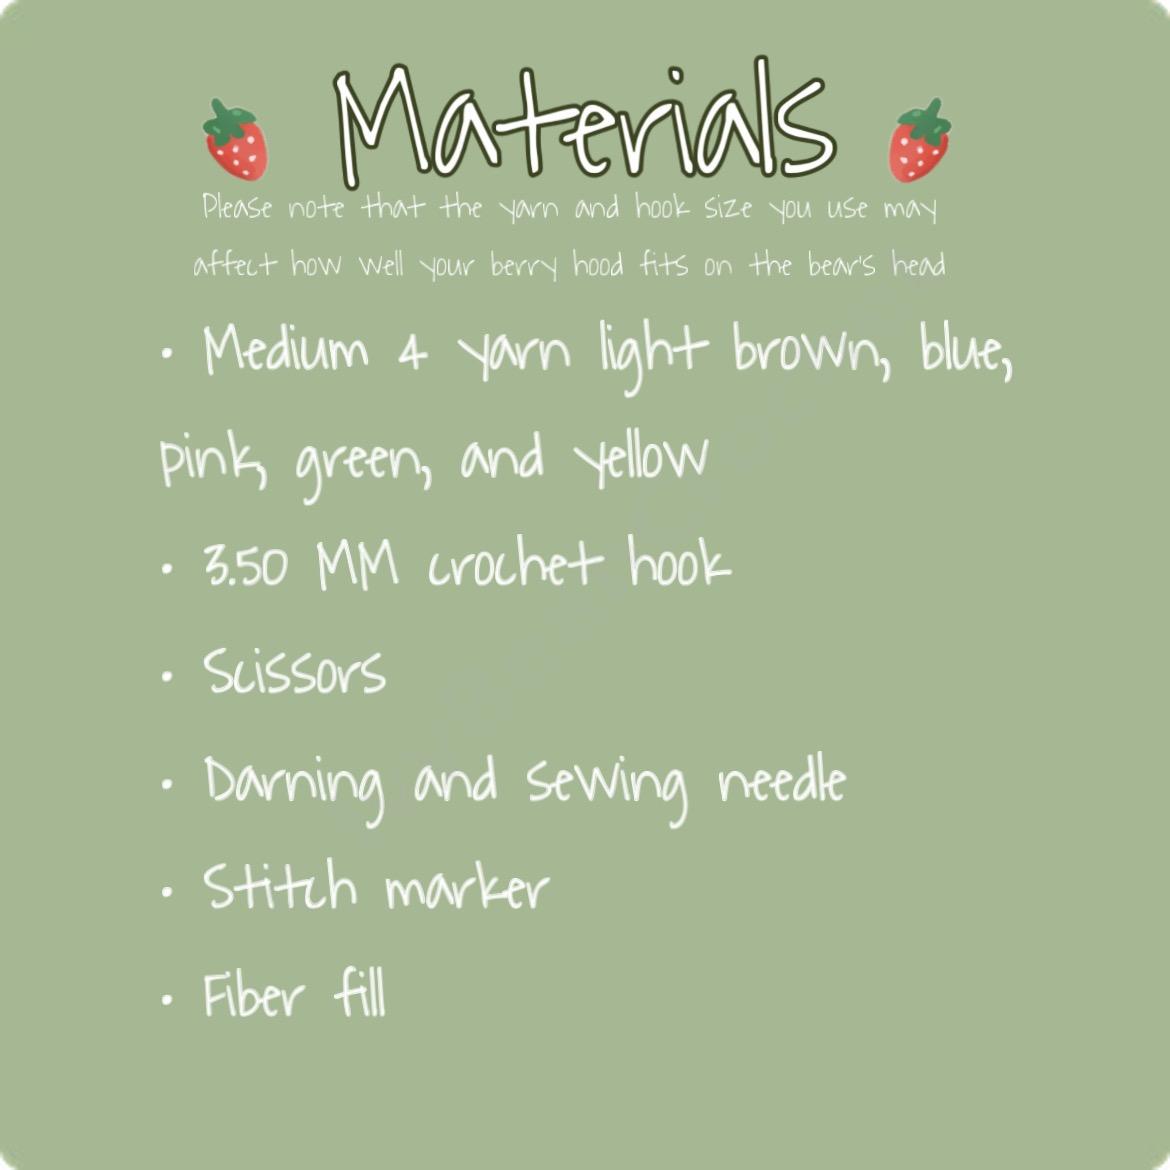 Materials
Please note that the yarn and hook size you use may
affect how well your berry hood fits on the bear's head
• Medium 4 yarn light brown, blue,
pink, green, and yellow
• 3.50 MM crochet hook
• Scissors
• Darning and sewing needle
• Stitch marker
• Fiber fill